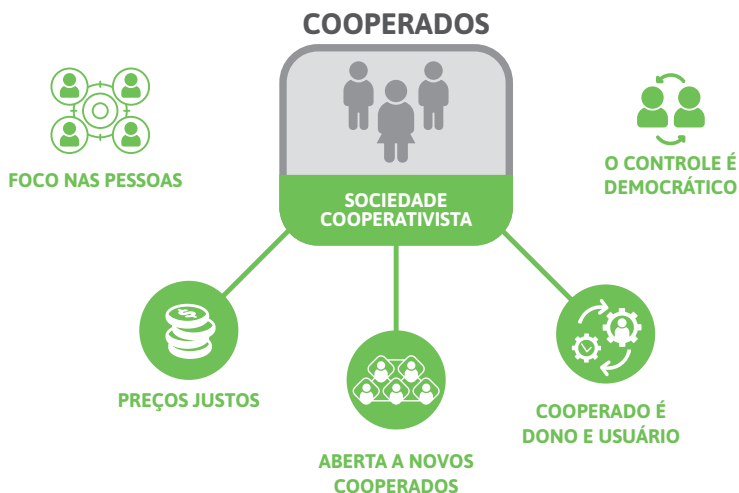 COOPERADOS
FOCO NAS PESSOAS
O CONTROLE É
DEMOCRÁTICO
SOCIEDADE
COOPERATIVISTA
PREÇOS JUSTOS
ABERTA A NOVOS
COOPERADOS
COOPERADO É
DONO E USUÁRIO